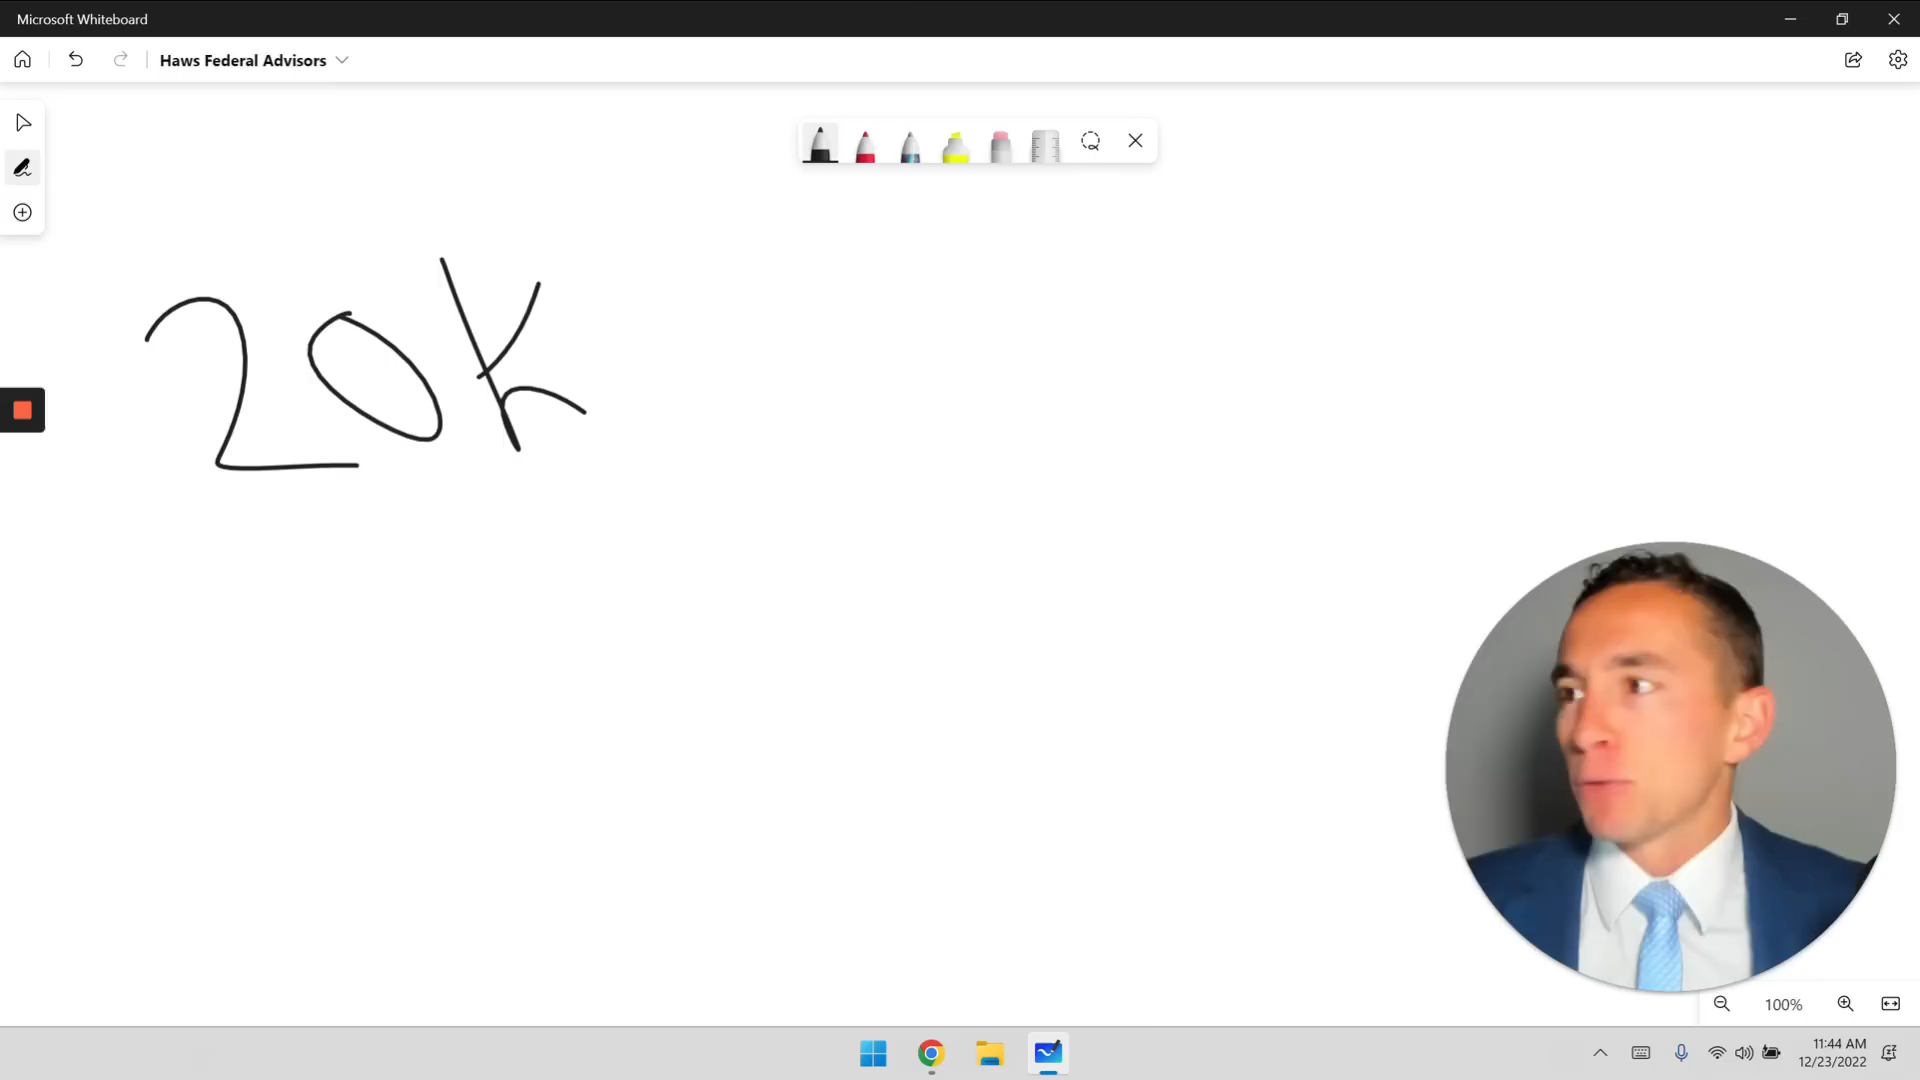 Microsoft Whiteboard
Haws Federal Advisors
20K
100%
11:44 AM
12/23/2022